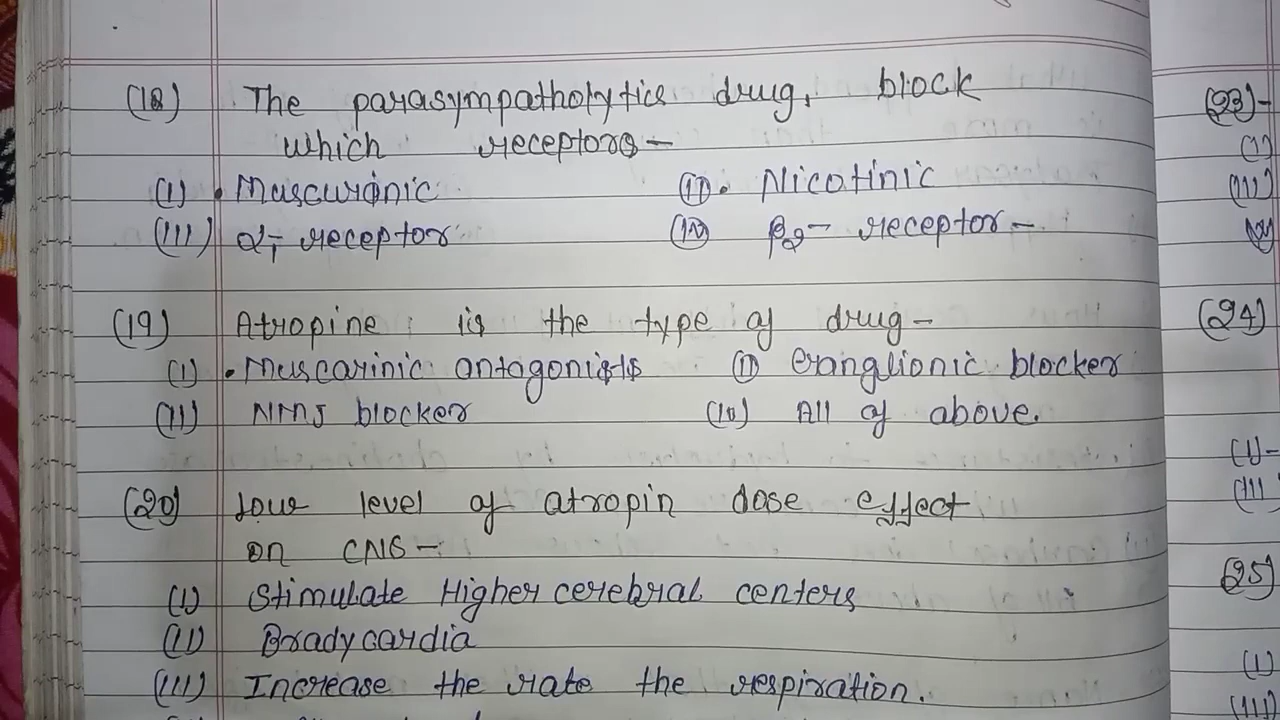 (18) The parasympatholytics drug, block
which receptors -
(I) • Muscurinic (II) • Nicotinic
(III) α1- receptor (IV) β2- receptor -
(19) Atropine is the type of drug -
(I) • Muscarinic antagonists (II) Ganglionic blocker
(III) NMJ blocker (IV) All of above.
(20) Low level of atropin dose effect
on CNS -
(I) Stimulate Higher cerebral centers
(II) Bradycardia
(III) Increase the rate the respiration.
(23)-
(I)
(III)
(24)
(I)-
(III
(25)
(I)
(III)